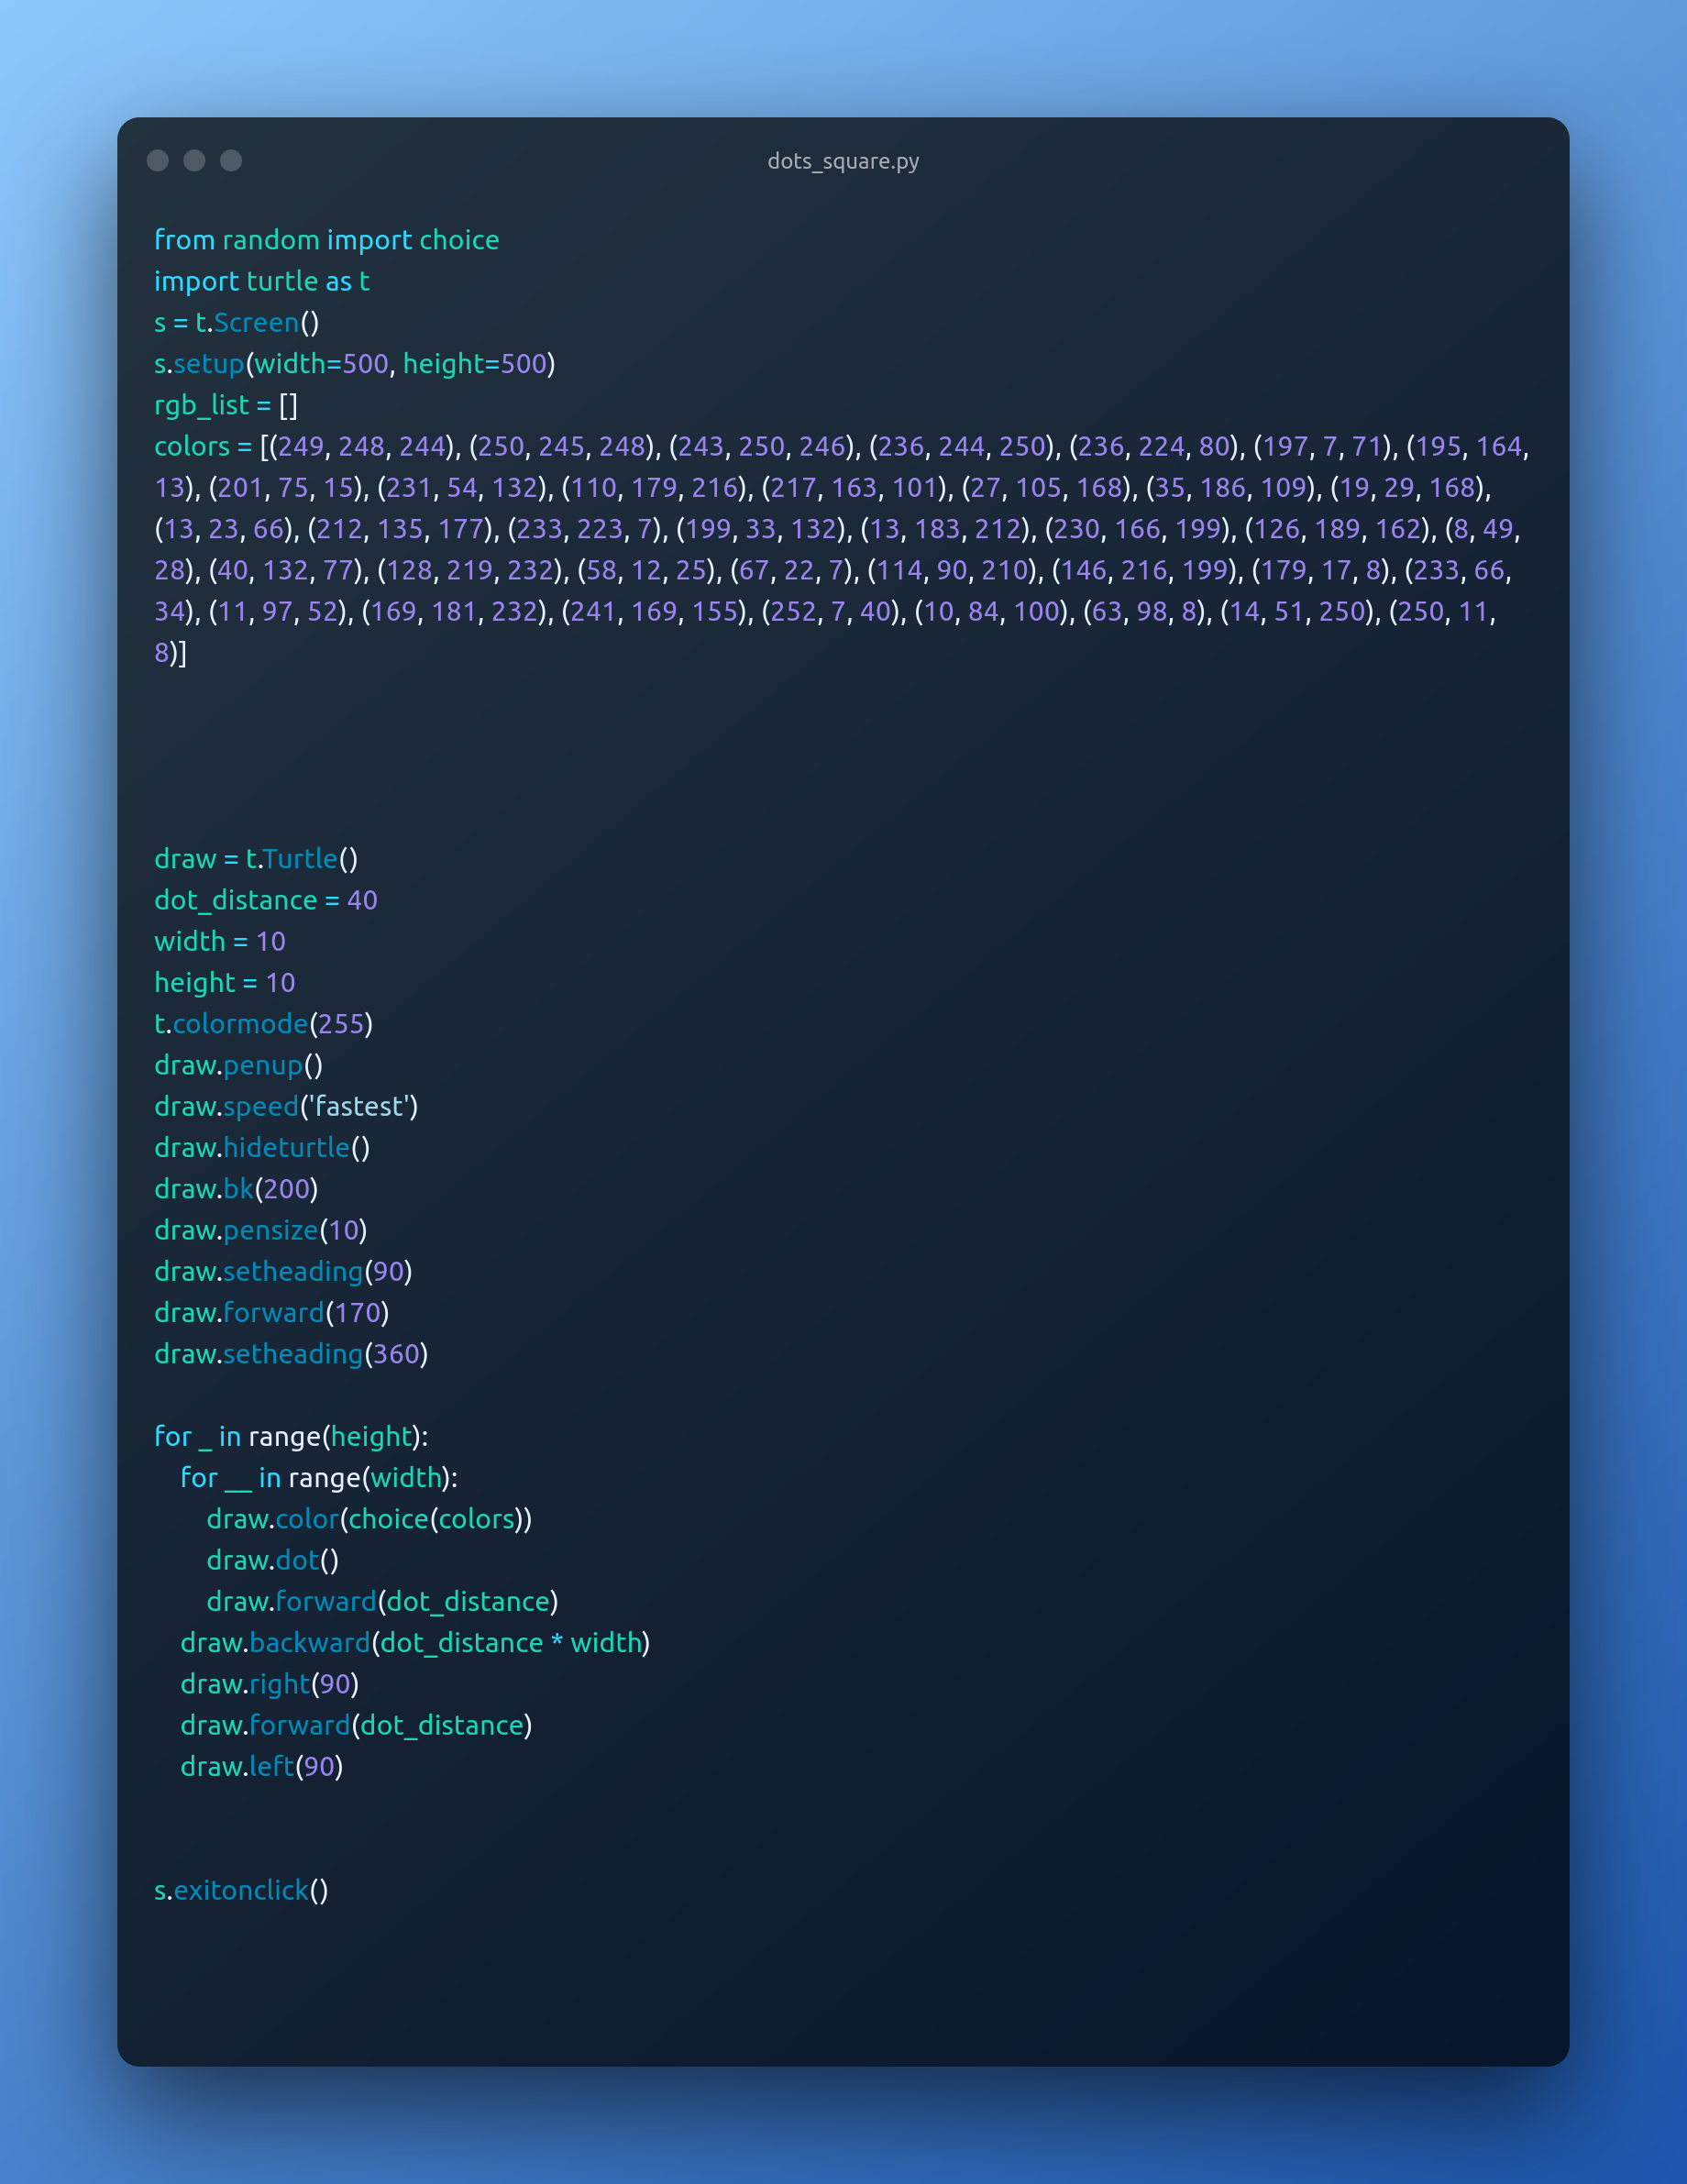 dots_square.py
from random import choice
import turtle as t
s = t.Screen()
s.setup(width=500, height=500)
rgb_list = []
colors = [(249, 248, 244), (250, 245, 248), (243, 250, 246), (236, 244, 250), (236, 224, 80), (197, 7, 71), (195, 164,
13), (201, 75, 15), (231, 54, 132), (110, 179, 216), (217, 163, 101), (27, 105, 168), (35, 186, 109), (19, 29, 168),
(13, 23, 66), (212, 135, 177), (233, 223, 7), (199, 33, 132), (13, 183, 212), (230, 166, 199), (126, 189, 162), (8, 49,
28), (40, 132, 77), (128, 219, 232), (58, 12, 25), (67, 22, 7), (114, 90, 210), (146, 216, 199), (179, 17, 8), (233, 66,
34), (11, 97, 52), (169, 181, 232), (241, 169, 155), (252, 7, 40), (10, 84, 100), (63, 98, 8), (14, 51, 250), (250, 11,
8)]
draw = t.Turtle()
dot_distance = 40
width = 10
height = 10
t.colormode(255)
draw.penup()
draw.speed('fastest')
draw.hideturtle()
draw.bk(200)
draw.pensize(10)
draw.setheading(90)
draw.forward(170)
draw.setheading(360)
for _ in range(height):
    for __ in range(width):
        draw.color(choice(colors))
        draw.dot()
        draw.forward(dot_distance)
    draw.backward(dot_distance * width)
    draw.right(90)
    draw.forward(dot_distance)
    draw.left(90)
s.exitonclick()